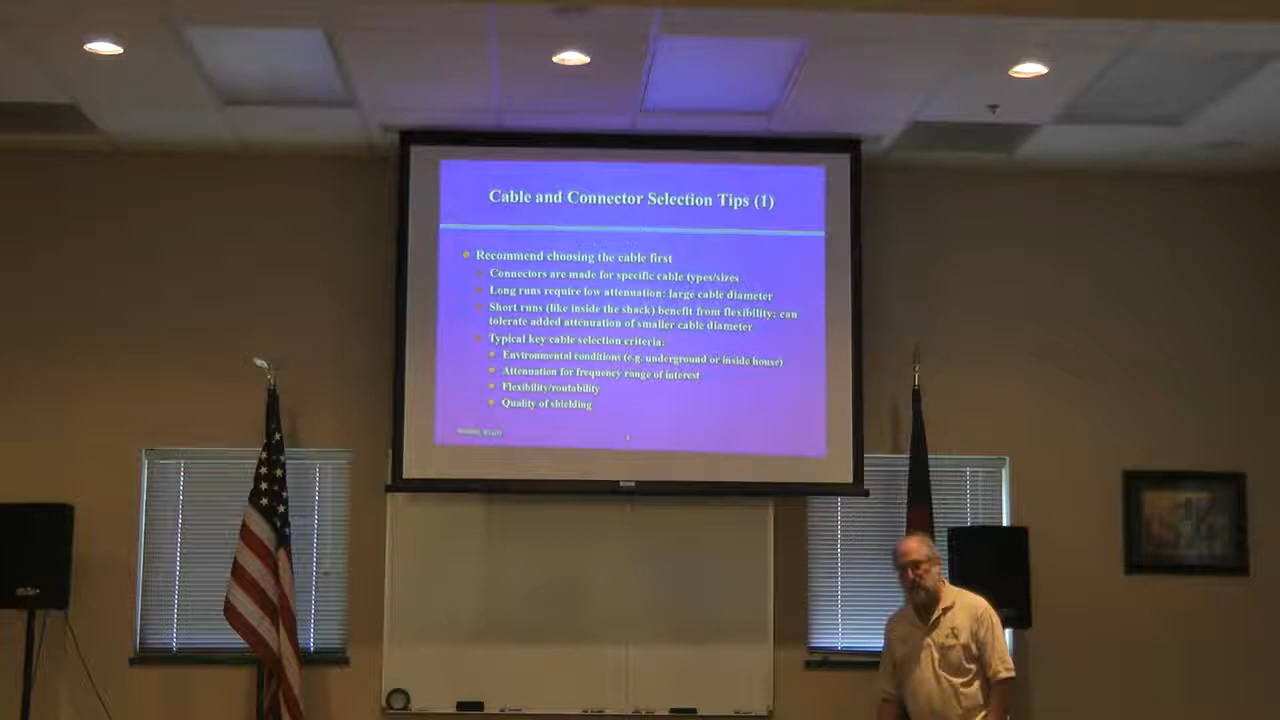 Cable and Connector Selection Tips (1)
Recommend choosing the cable first
Connectors are made for specific cable types/sizes
Long runs require low attenuation: large cable diameter
Short runs (like inside the shack) benefit from flexibility; can
tolerate added attenuation of smaller cable diameter
Typical key cable selection criteria:
Environmental conditions (e.g. underground or inside house)
Attenuation for frequency range of interest
Flexibility/routability
Quality of shielding